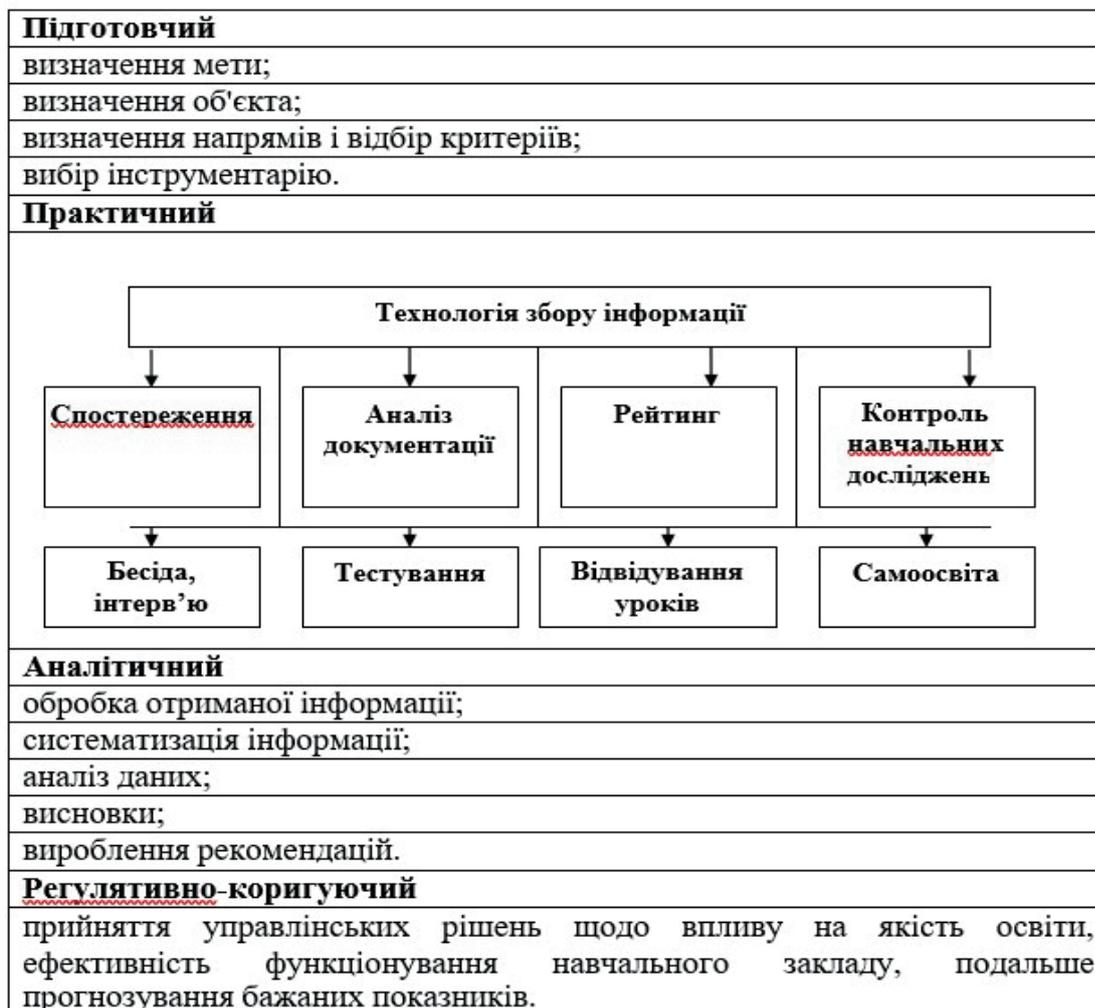 Підготовчий
визначення мети;
визначення об'єкта;
визначення напрямів і відбір критеріїв;
вибір інструментарію.
Практичний
Технологія збору інформації
Спостереження
Аналіз
документації
Рейтинг
Контроль
навчальних
досліджень
Бесіда,
інтерв’ю
Тестування
Відвідування
уроків
Самоосвіта
Аналітичний
обробка отриманої інформації;
систематизація інформації;
аналіз даних;
висновки;
вироблення рекомендацій.
Регулятивно-коригуючий
прийняття управлінських рішень щодо впливу на якість освіти,
ефективність функціонування навчального закладу, подальше
прогнозування бажаних показників.